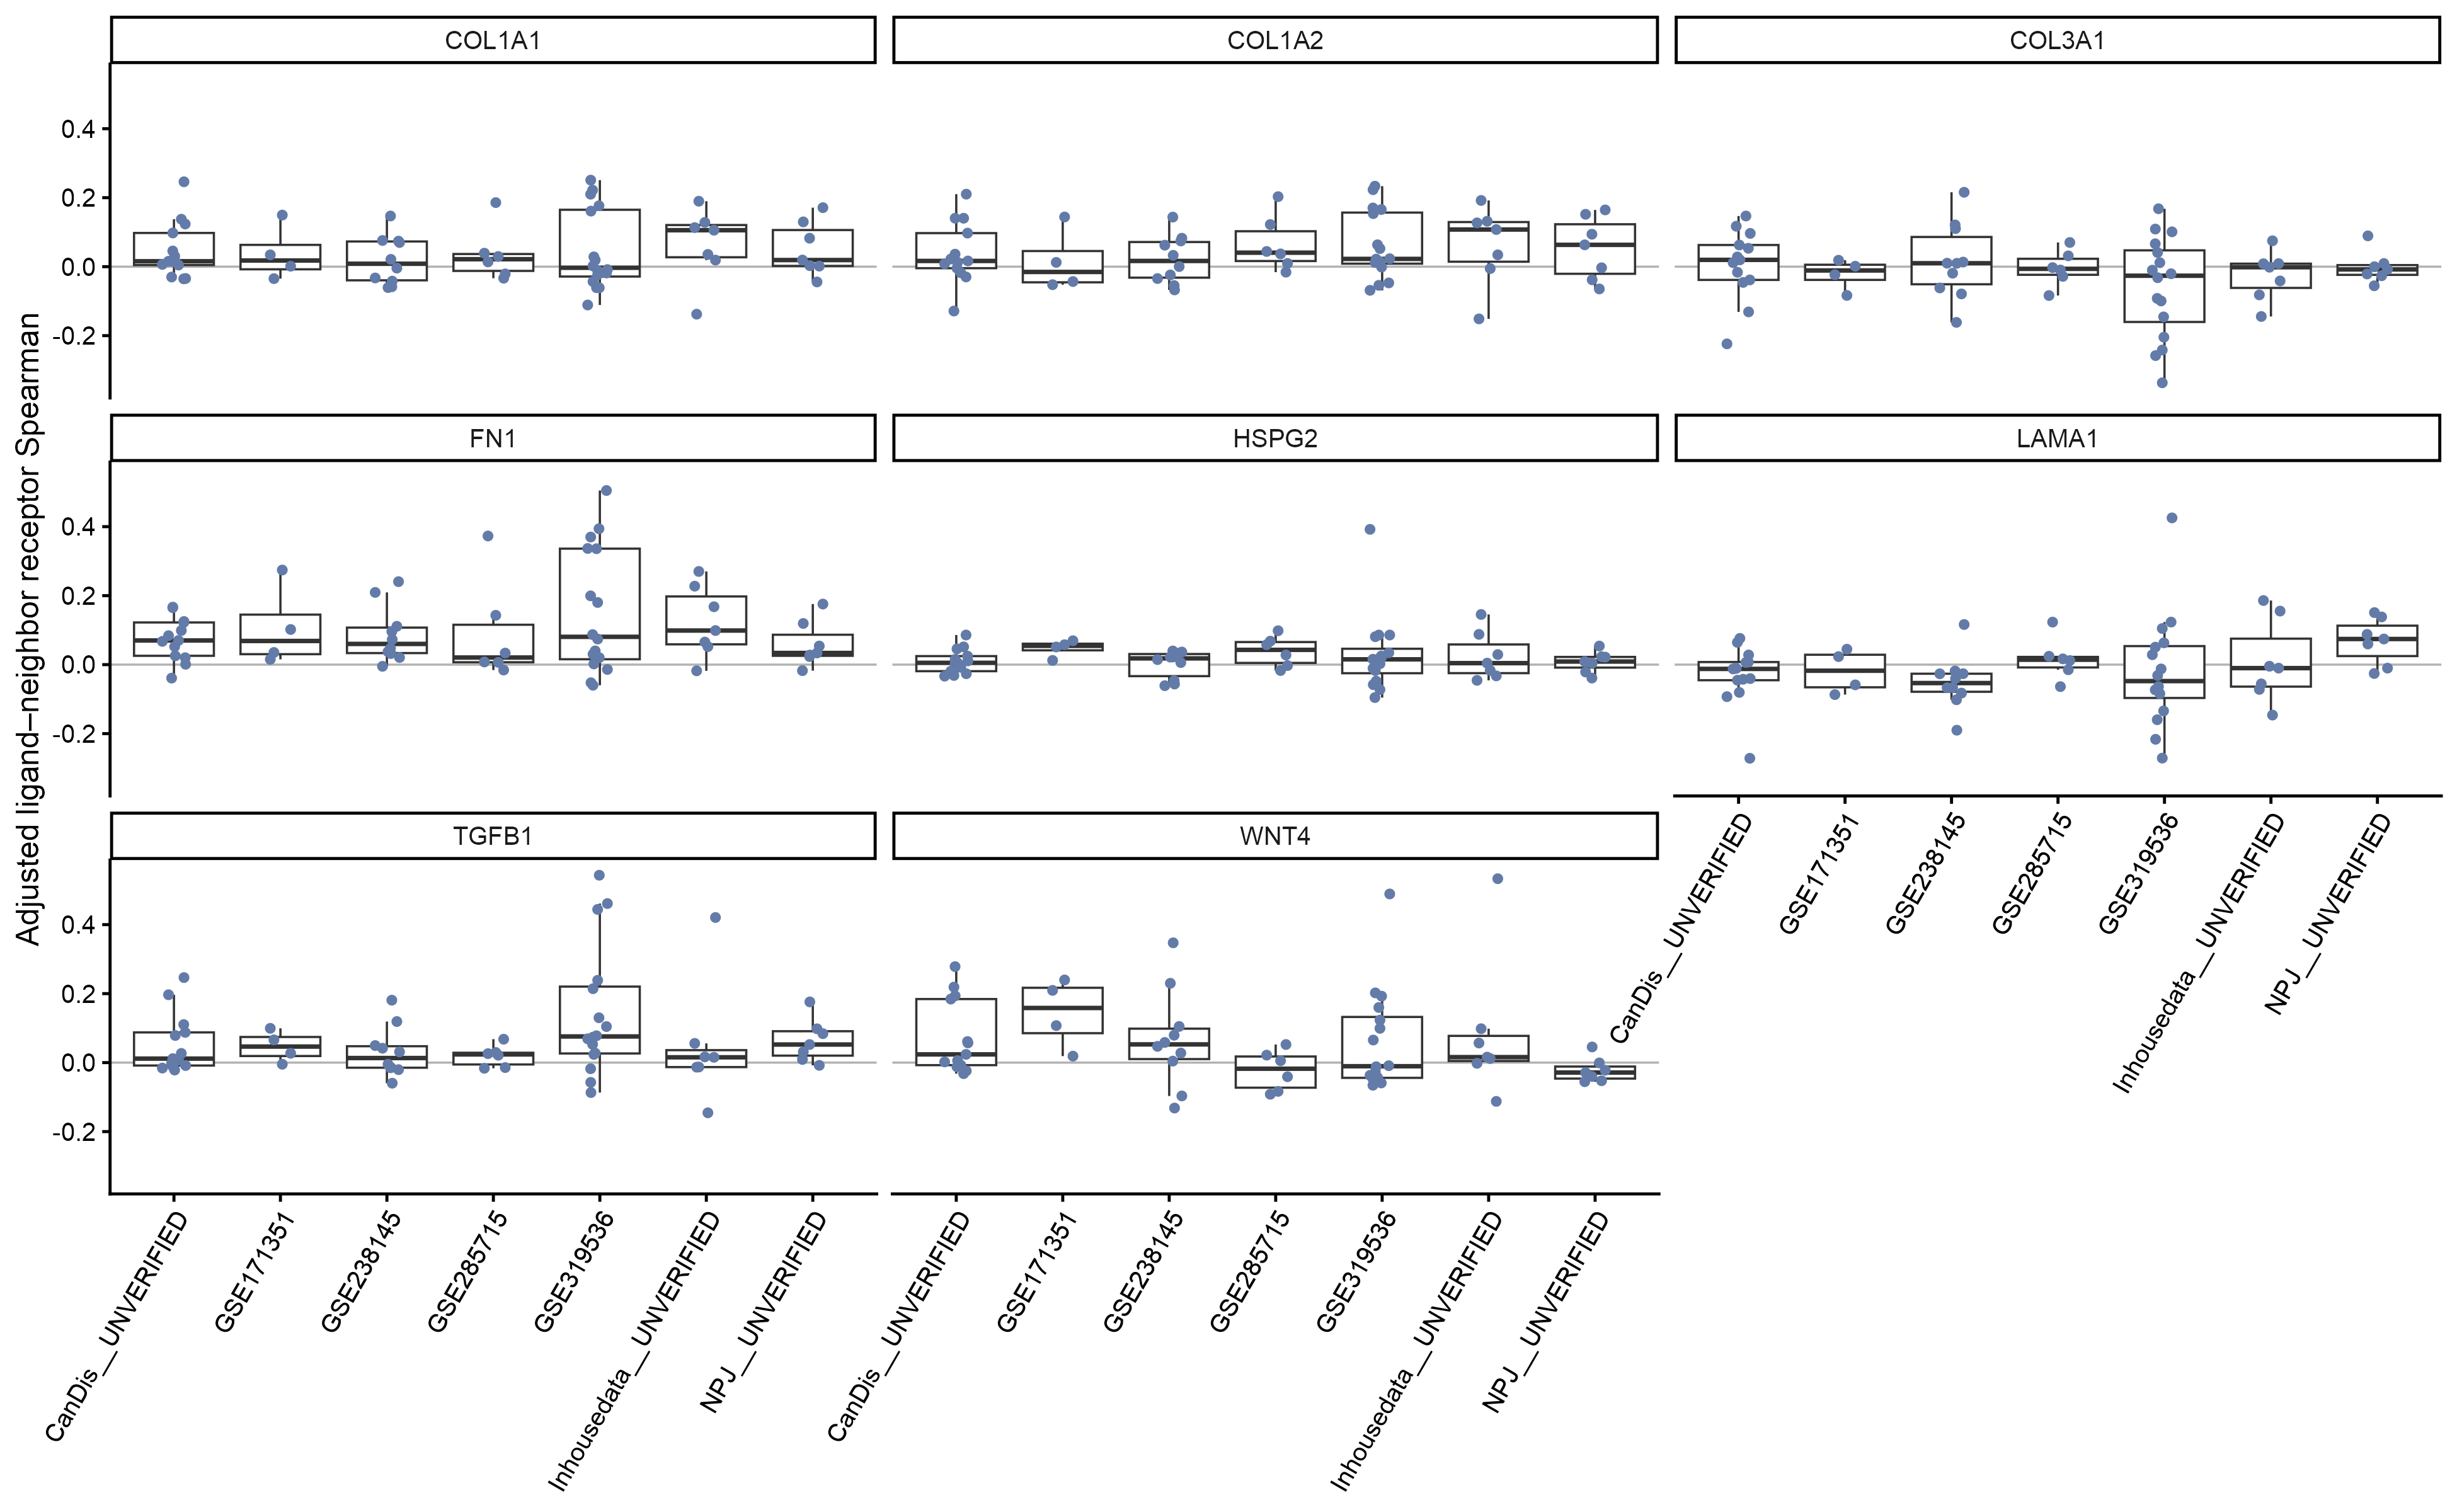 COL1A1
COL1A2
COL3A1
0.4
0.2
0.0
-0.2
FN1
HSPG2
LAMA1
0.4
0.2
0.0
-0.2
Adjusted ligand–neighbor receptor Spearman
CanDis__UNVERIFIED
GSE171351
GSE238145
GSE285715
GSE319536
Inhousedata__UNVERIFIED
NPJ__UNVERIFIED
TGFB1
WNT4
0.4
0.2
0.0
-0.2
CanDis__UNVERIFIED
GSE171351
GSE238145
GSE285715
GSE319536
Inhousedata__UNVERIFIED
NPJ__UNVERIFIED
CanDis__UNVERIFIED
GSE171351
GSE238145
GSE285715
GSE319536
Inhousedata__UNVERIFIED
NPJ__UNVERIFIED